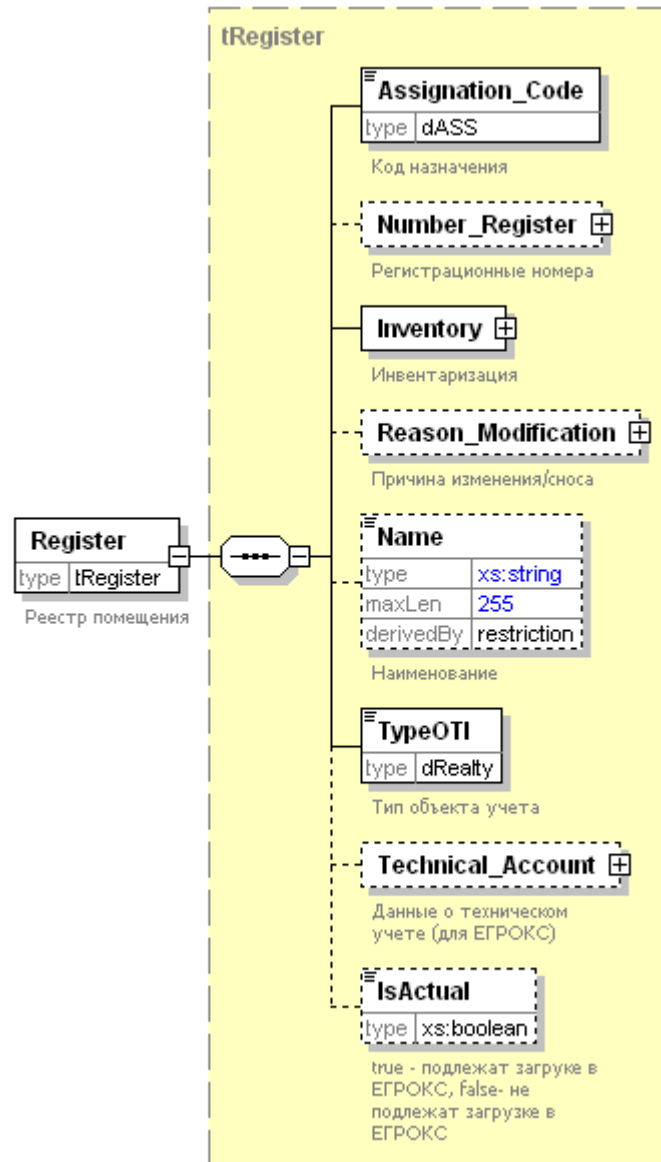 tRegister
Assignation_Code
type dASS
Код назначения
Number_Register
Регистрационные номера
Inventory
Инвентаризация
Reason_Modification
Причина изменения/сноса
Register
type tRegister
Реестр помещения
Name
type xs:string
maxLen 255
derivedBy restriction
Наименование
TypeOTI
type dRealty
Тип объекта учета
Technical_Account
Данные о техническом
учете (для ЕГРОКС)
IsActual
type xs:boolean
true - подлежат загруке в
ЕГРОКС, false- не
подлежат загрузке в
ЕГРОКС